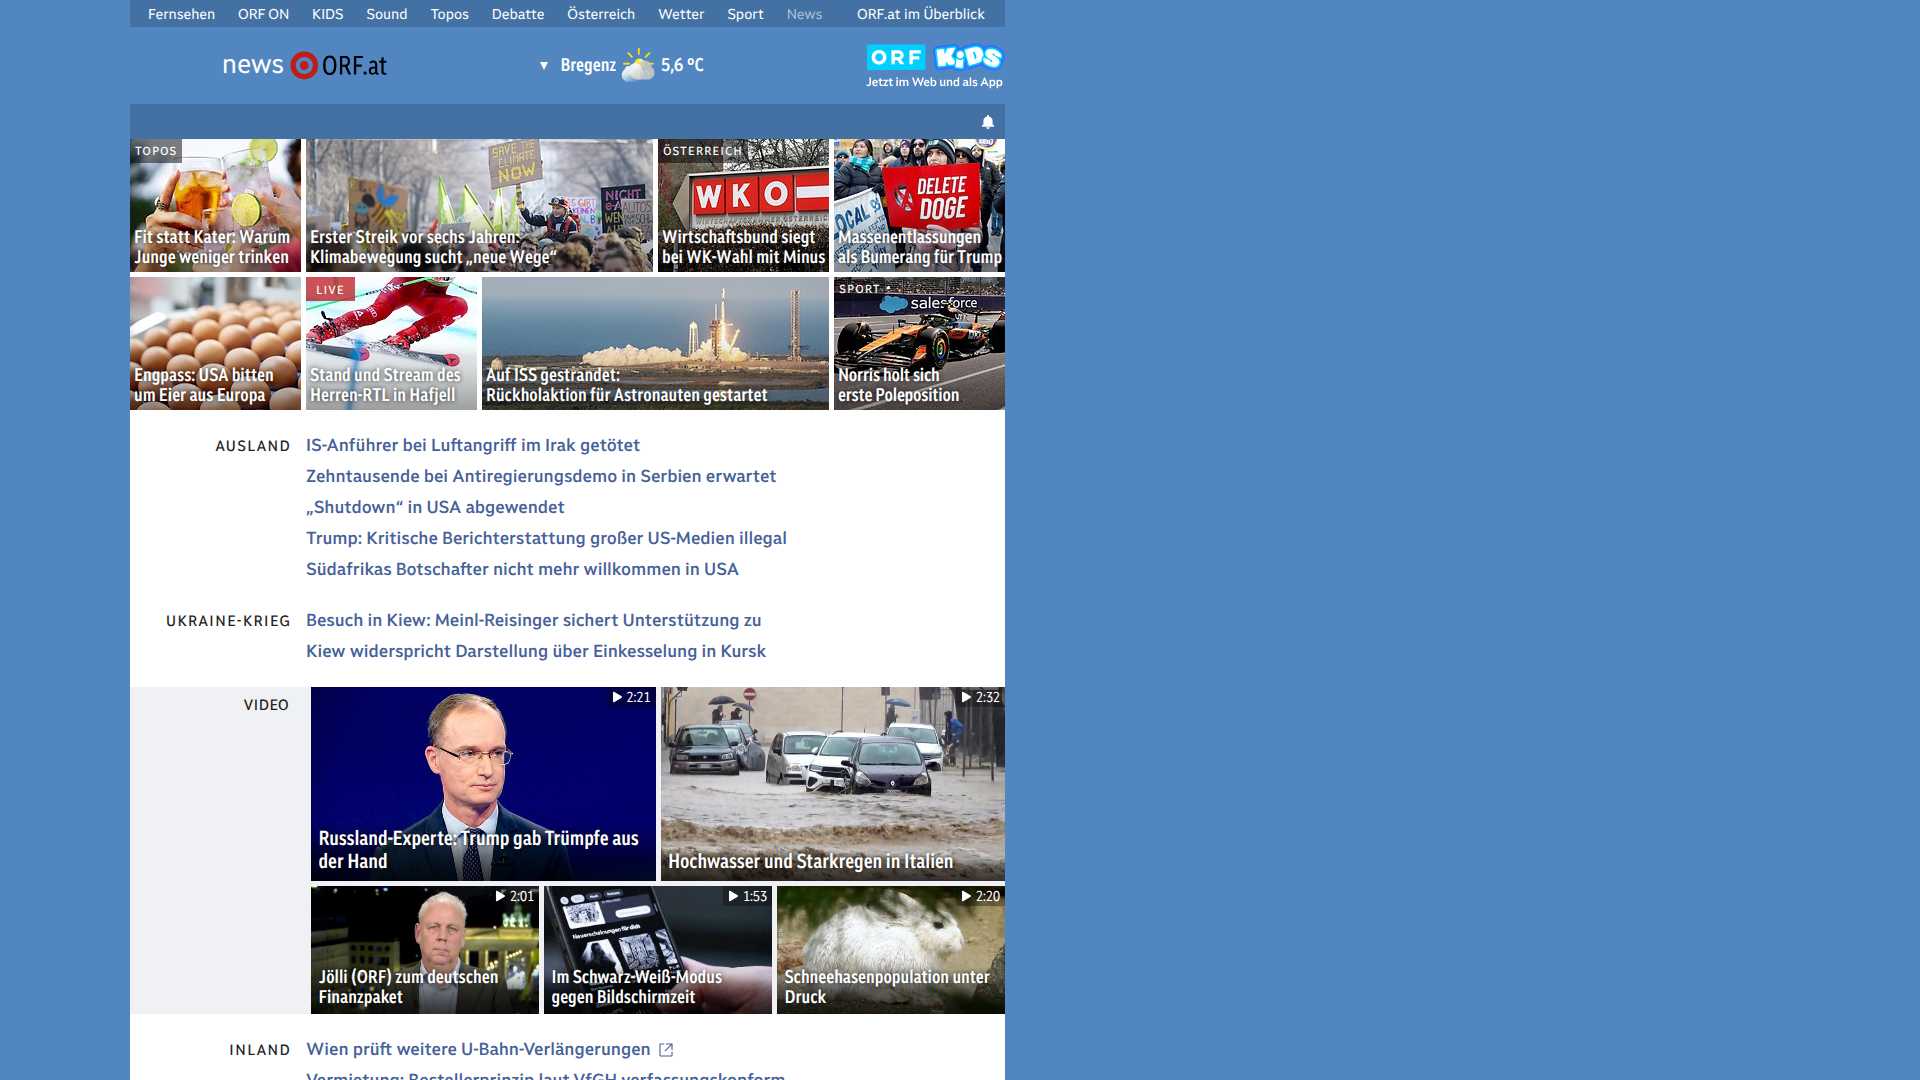 Fernsehen ORF ON KIDS Sound Topos Debatte Österreich Wetter Sport News ORF.at im Überblick
news ORF.at
Bregenz 5,6 °C
ORF KiDS
Jetzt im Web und als App
TOPOS
Fit statt Kater: Warum
Junge weniger trinken
SAVE THE
CLIMATE
NOW
NICHT
Erster Streik vor sechs Jahren:
Klimabewegung sucht „neue Wege“
ÖSTERREICH
WKO
Wirtschaftsbund siegt
bei WK-Wahl mit Minus
DELETE
DOGE
Massenentlassungen
als Bumerang für Trump
Engpass: USA bitten
um Eier aus Europa
LIVE
Stand und Stream des
Herren-RTL in Hafjell
Auf ISS gestrandet:
Rückholaktion für Astronauten gestartet
SPORT
salesforce
Norris holt sich
erste Poleposition
AUSLAND
IS-Anführer bei Luftangriff im Irak getötet
Zehntausende bei Antiregierungsdemo in Serbien erwartet
„Shutdown“ in USA abgewendet
Trump: Kritische Berichterstattung großer US-Medien illegal
Südafrikas Botschafter nicht mehr willkommen in USA
UKRAINE-KRIEG
Besuch in Kiew: Meinl-Reisinger sichert Unterstützung zu
Kiew widerspricht Darstellung über Einkesselung in Kursk
VIDEO
2:21
Russland-Experte: Trump gab Trümpfe aus
der Hand
2:32
Hochwasser und Starkregen in Italien
2:01
Jölli (ORF) zum deutschen
Finanzpaket
1:53
Neuerscheinungen für dich
Im Schwarz-Weiß-Modus
gegen Bildschirmzeit
2:20
Schneehasenpopulation unter
Druck
INLAND
Wien prüft weitere U-Bahn-Verlängerungen
Vermietung: Bestellerprinzip laut VfGH verfassungskonform